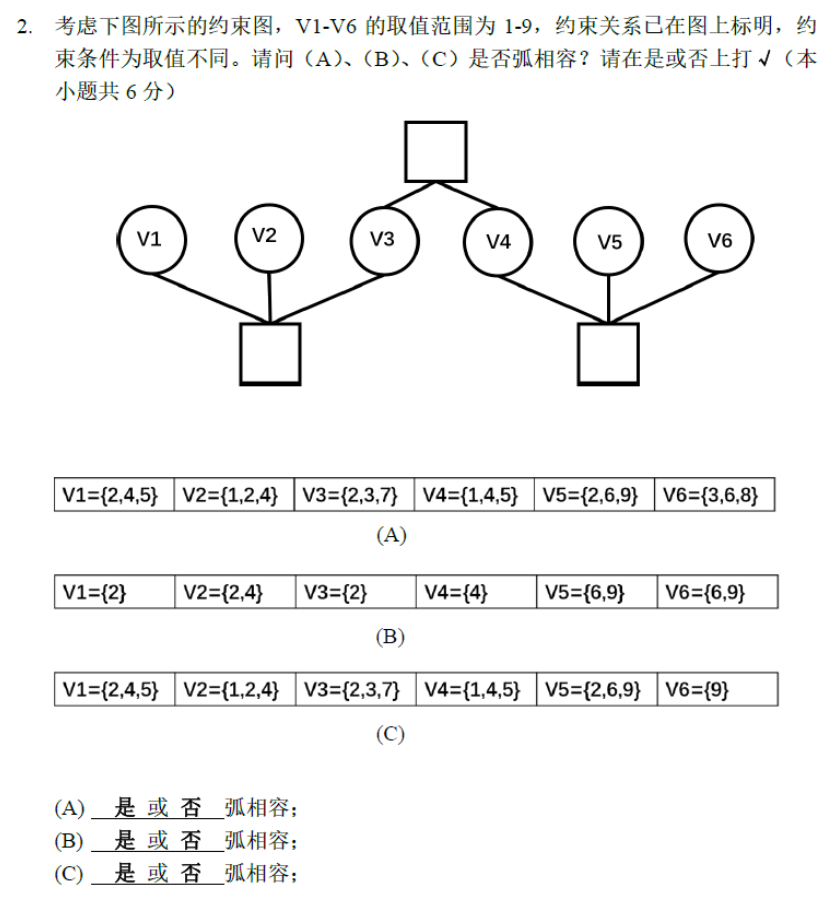 2. 考虑下图所示的约束图，V1-V6 的取值范围为 1-9，约束关系已在图上标明，约
束条件为取值不同。请问（A）、（B）、（C）是否弧相容？请在是或否上打 √（本
小题共 6 分）
V1 V2 V3 V4 V5 V6
V1={2,4,5} V2={1,2,4} V3={2,3,7} V4={1,4,5} V5={2,6,9} V6={3,6,8}
(A)
V1={2} V2={2,4} V3={2} V4={4} V5={6,9} V6={6,9}
(B)
V1={2,4,5} V2={1,2,4} V3={2,3,7} V4={1,4,5} V5={2,6,9} V6={9}
(C)
(A) 是 或 否 弧相容；
(B) 是 或 否 弧相容；
(C) 是 或 否 弧相容；